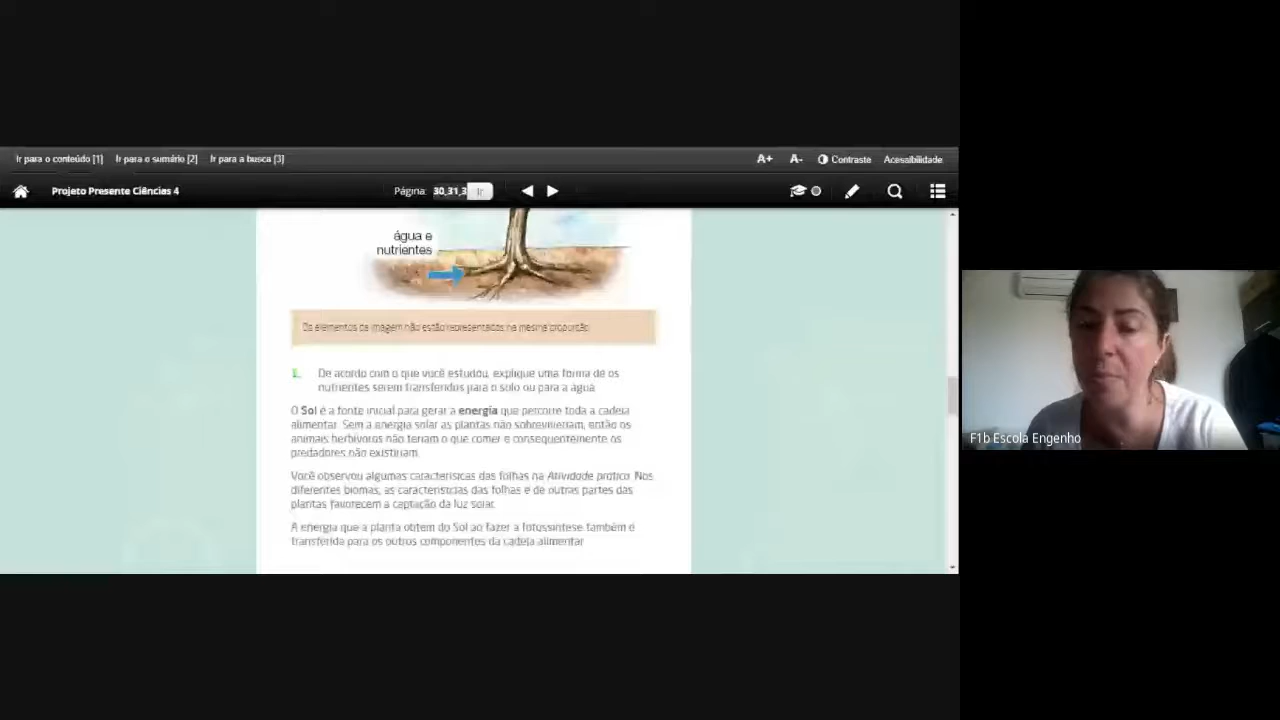 Ir para o conteúdo [1] Ir para o sumário [2] Ir para a busca [3] A+ A- Contraste Acessibilidade
Projeto Presente Ciências 4 Página: 30,31,3 Ir
água e
nutrientes
Os elementos da imagem não estão representados na mesma proporção.
1. De acordo com o que você estudou, explique uma forma de os
nutrientes serem transferidos para o solo ou para a água.
O Sol é a fonte inicial para gerar a energia que percorre toda a cadeia
alimentar. Sem a energia solar as plantas não sobreviveriam, então os
animais herbívoros não teriam o que comer e consequentemente os
predadores não existiriam.
Você observou algumas características das folhas na Atividade prática. Nos
diferentes biomas, as características das folhas e de outras partes das
plantas favorecem a captação da luz solar.
A energia que a planta obtém do Sol ao fazer a fotossíntese também é
transferida para os outros componentes da cadeia alimentar.
F1b Escola Engenho